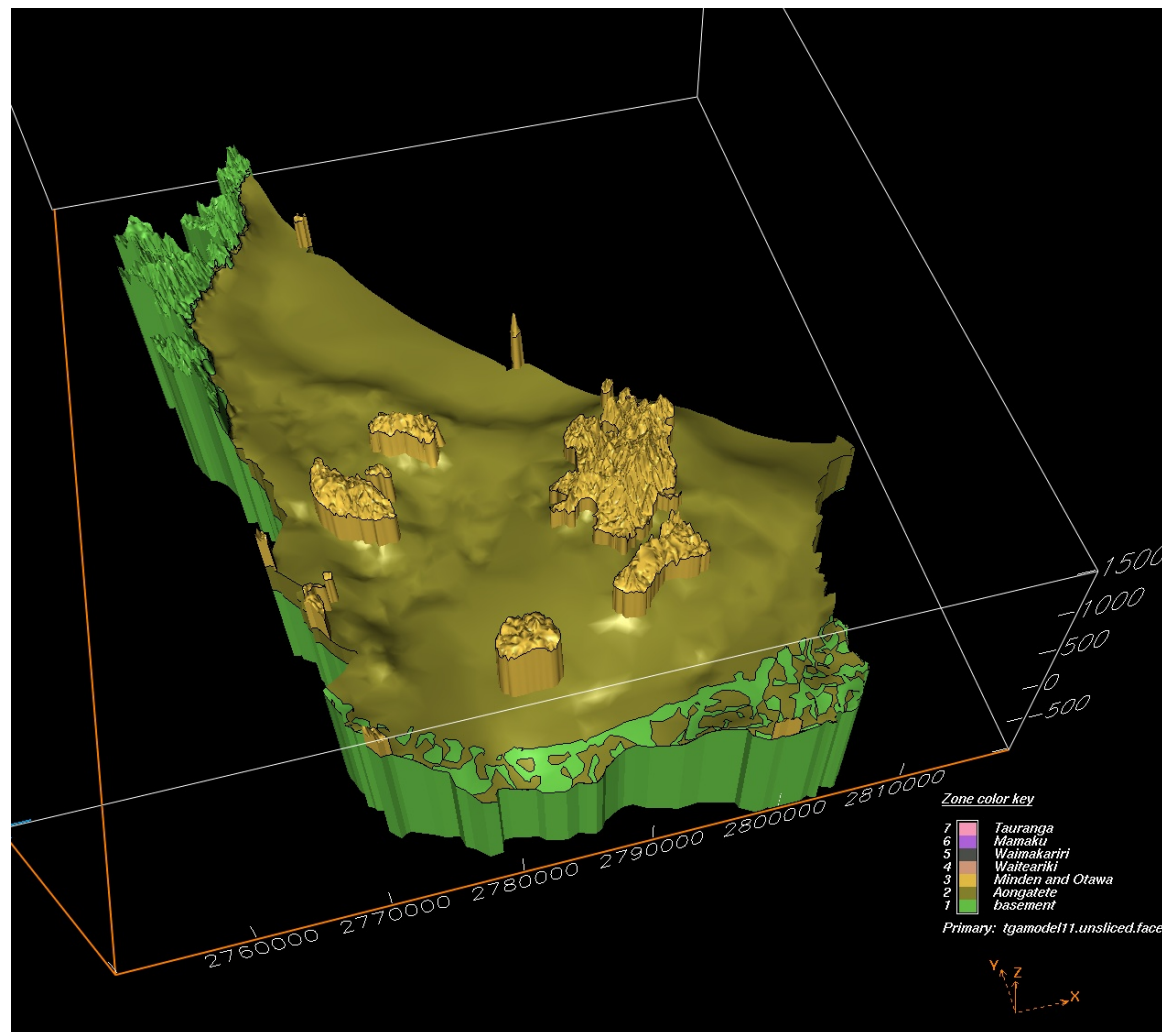 1500
1000
500
0
-500
2760000
2770000
2780000
2790000
2800000
2810000
Zone color key
7 Tauranga
6 Mamaku
5 Waimakariri
4 Waiteariki
3 Minden and Otawa
2 Aongatete
1 basement
Primary: tgamodel11.unsliced.face
Y
Z
X